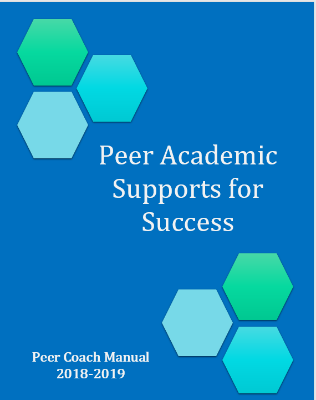 Peer Academic
Supports for
Success
Peer Coach Manual
2018-2019